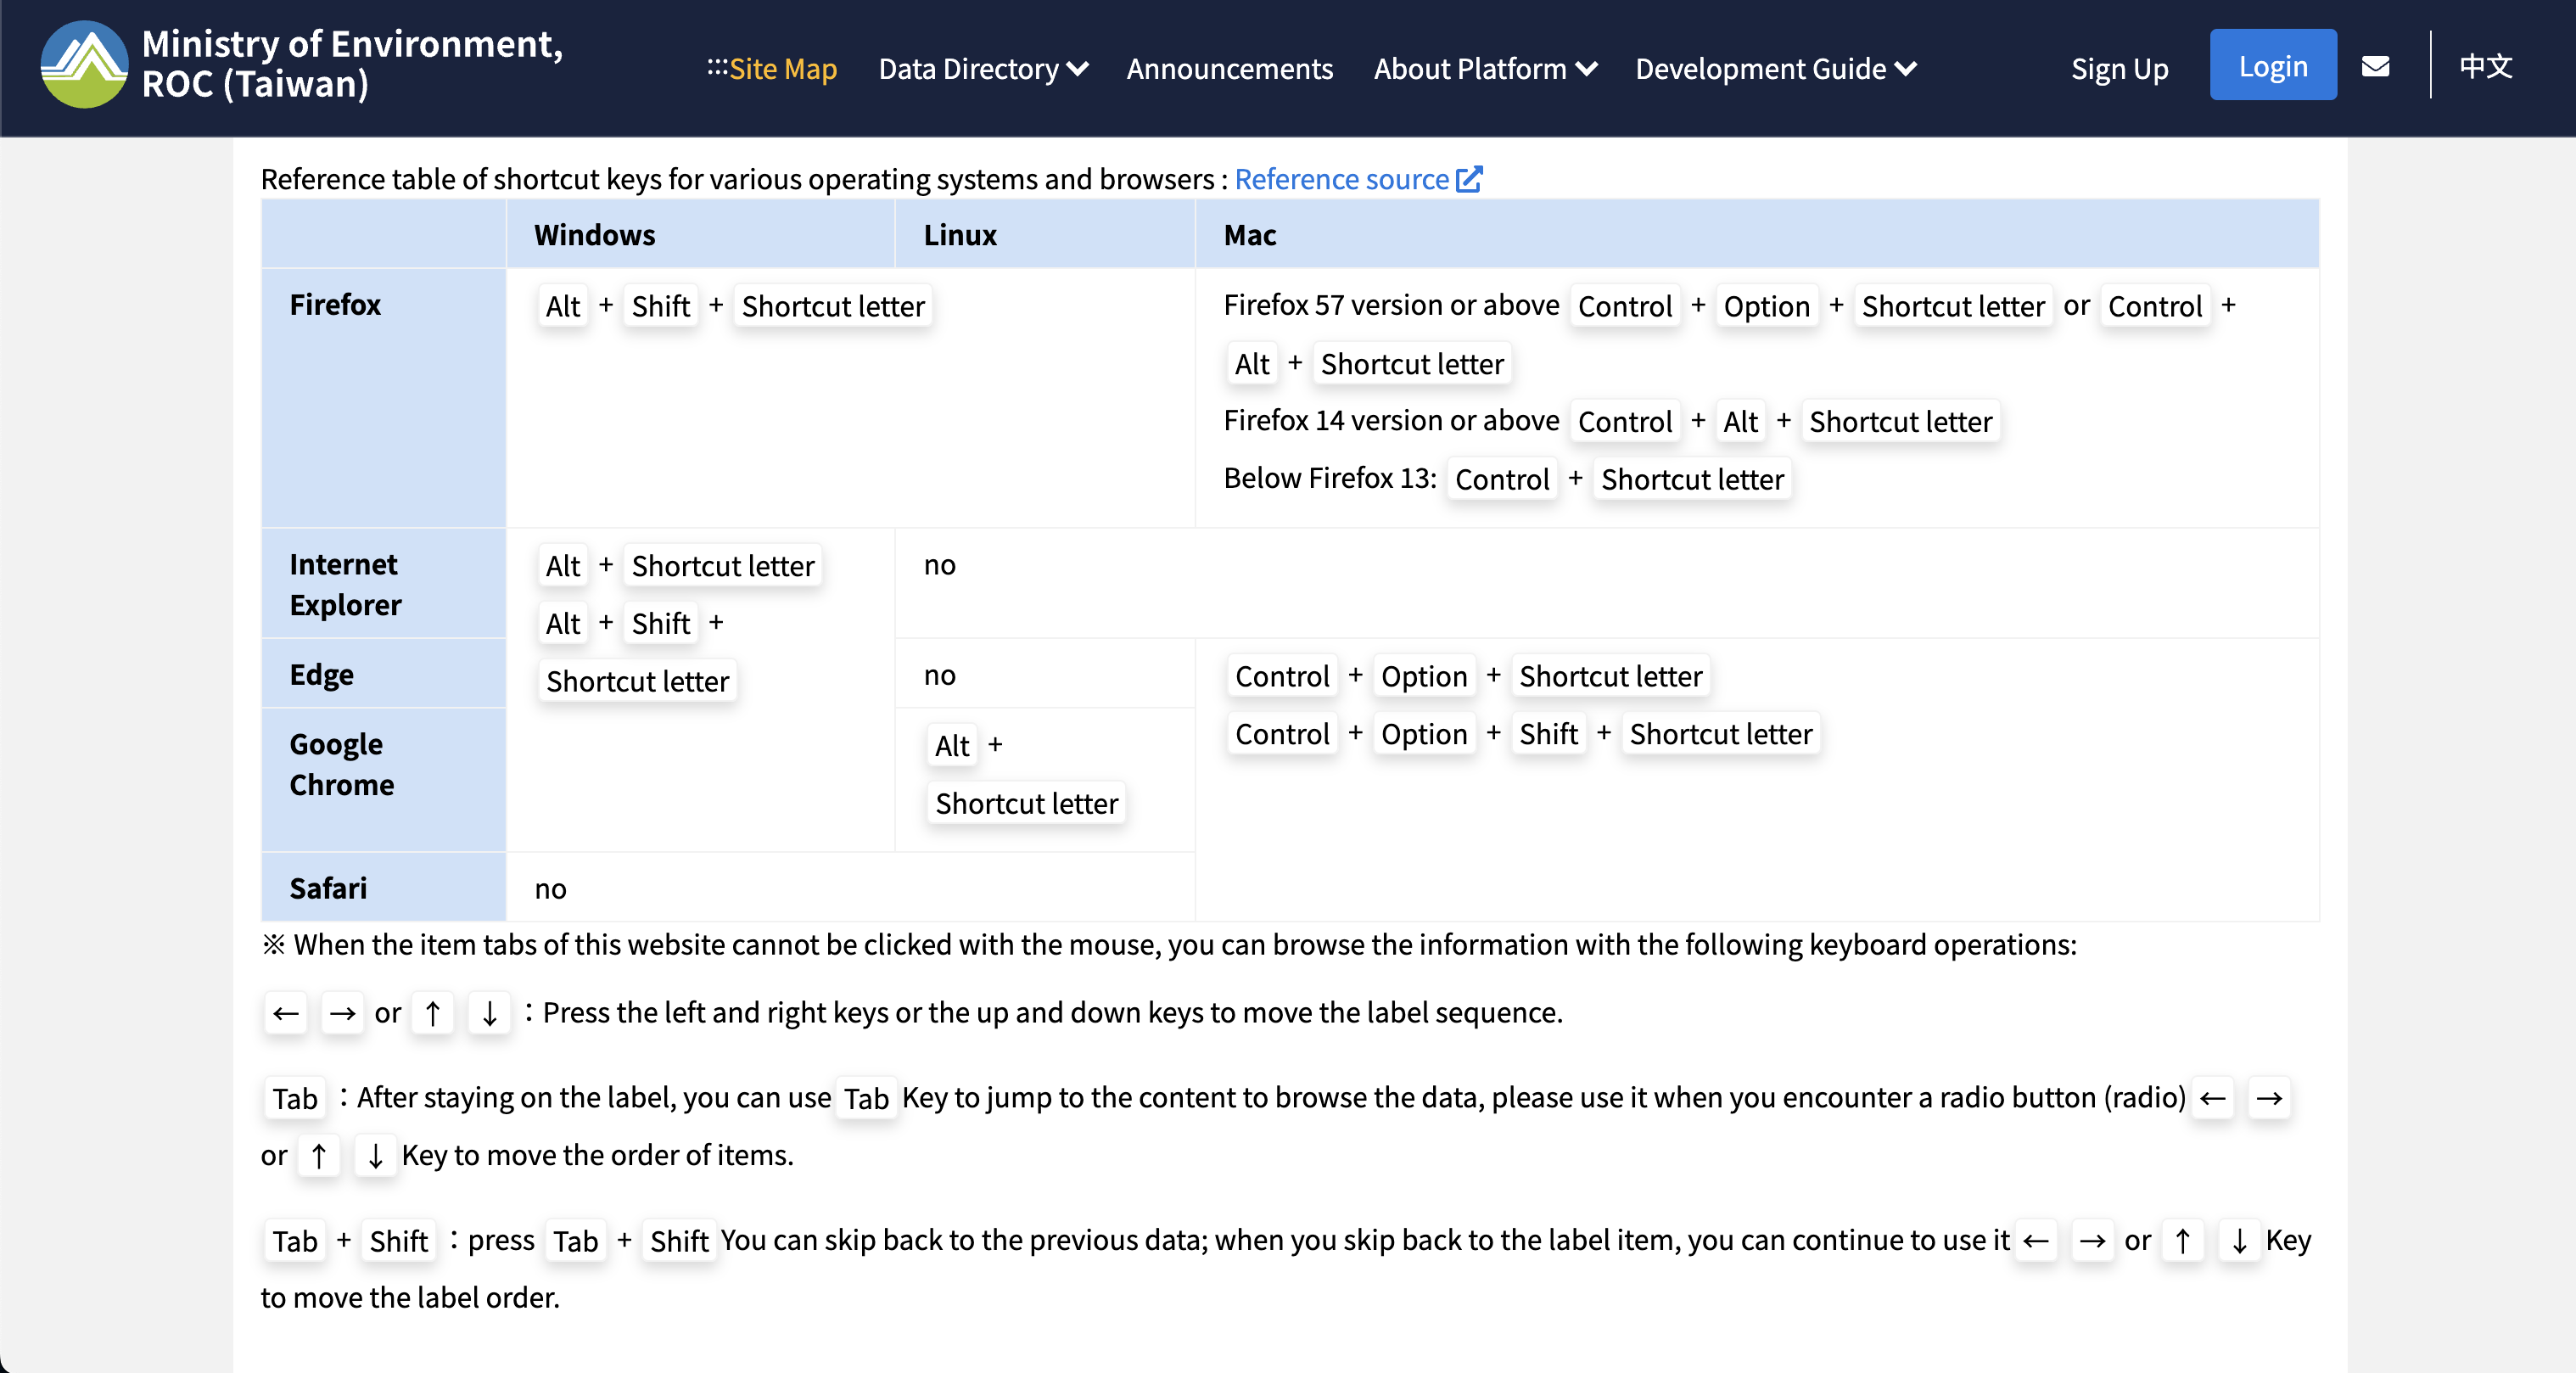 Ministry of Environment,
ROC (Taiwan)
:::Site Map
Data Directory
Announcements
About Platform
Development Guide
Sign Up
Login
中文
Reference table of shortcut keys for various operating systems and browsers : Reference source
Windows
Linux
Mac
Firefox
Alt + Shift + Shortcut letter
Firefox 57 version or above Control + Option + Shortcut letter or Control +
Alt + Shortcut letter
Firefox 14 version or above Control + Alt + Shortcut letter
Below Firefox 13: Control + Shortcut letter
Internet
Explorer
Alt + Shortcut letter
Alt + Shift +
Shortcut letter
no
Edge
no
Control + Option + Shortcut letter
Control + Option + Shift + Shortcut letter
Google
Chrome
Alt +
Shortcut letter
Safari
no
※ When the item tabs of this website cannot be clicked with the mouse, you can browse the information with the following keyboard operations:
← → or ↑ ↓ ：Press the left and right keys or the up and down keys to move the label sequence.
Tab ：After staying on the label, you can use Tab Key to jump to the content to browse the data, please use it when you encounter a radio button (radio) ← →
or ↑ ↓ Key to move the order of items.
Tab + Shift ：press Tab + Shift You can skip back to the previous data; when you skip back to the label item, you can continue to use it ← → or ↑ ↓ Key
to move the label order.